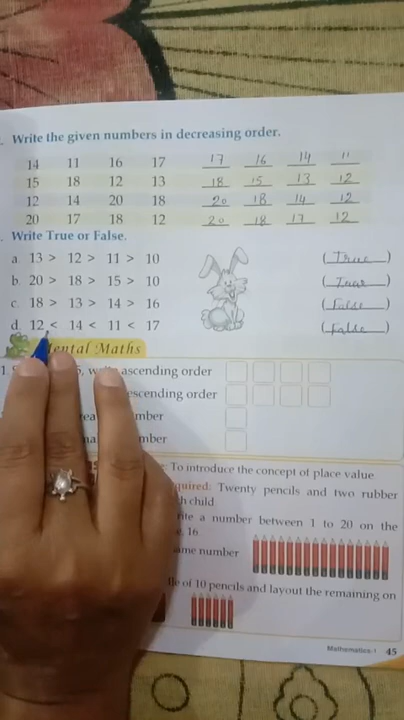 . Write the given numbers in decreasing order.
14 11 16 17 17 16 14 11
15 18 12 13 18 15 13 12
12 14 20 18 20 18 14 12
20 17 18 12 20 18 17 12
. Write True or False.
a. 13 > 12 > 11 > 10 (True)
b. 20 > 18 > 15 > 10 (True)
c. 18 > 13 > 14 > 16 (False)
d. 12 < 14 < 11 < 17 (False)
Mental Maths
1 ascending order
escending order
mber
mber
To introduce the concept of place value
quired: Twenty pencils and two rubber
h child.
rite a number between 1 to 20 on the
16
ame number
of 10 pencils and layout the remaining on
Mathematics-1 45